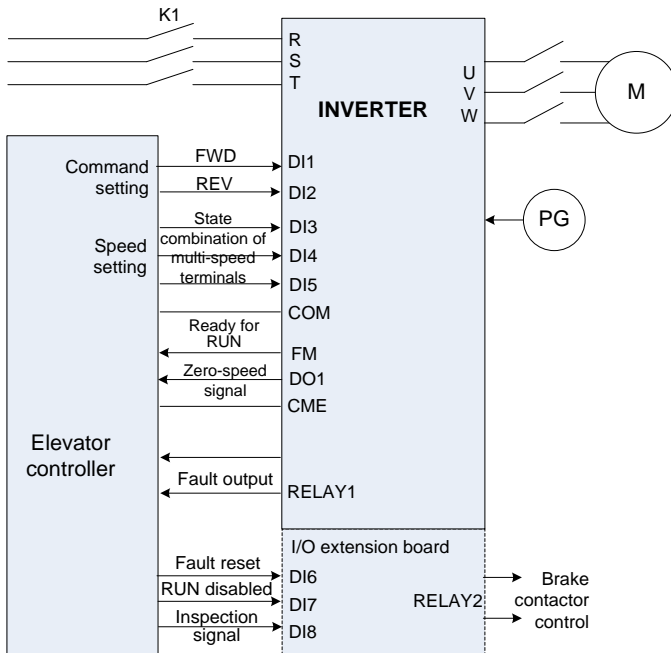 K1
R
S
T
INVERTER
U
V
W
M
PG
Command
setting
FWD
DI1
REV
DI2
Speed
setting
State
combination of
multi-speed
terminals
DI3
DI4
DI5
COM
Ready for
RUN
FM
Zero-speed
signal
DO1
CME
Elevator
controller
Fault output
RELAY1
I/O extension board
Fault reset
DI6
RUN disabled
DI7
Inspection
signal
DI8
RELAY2
Brake
contactor
control